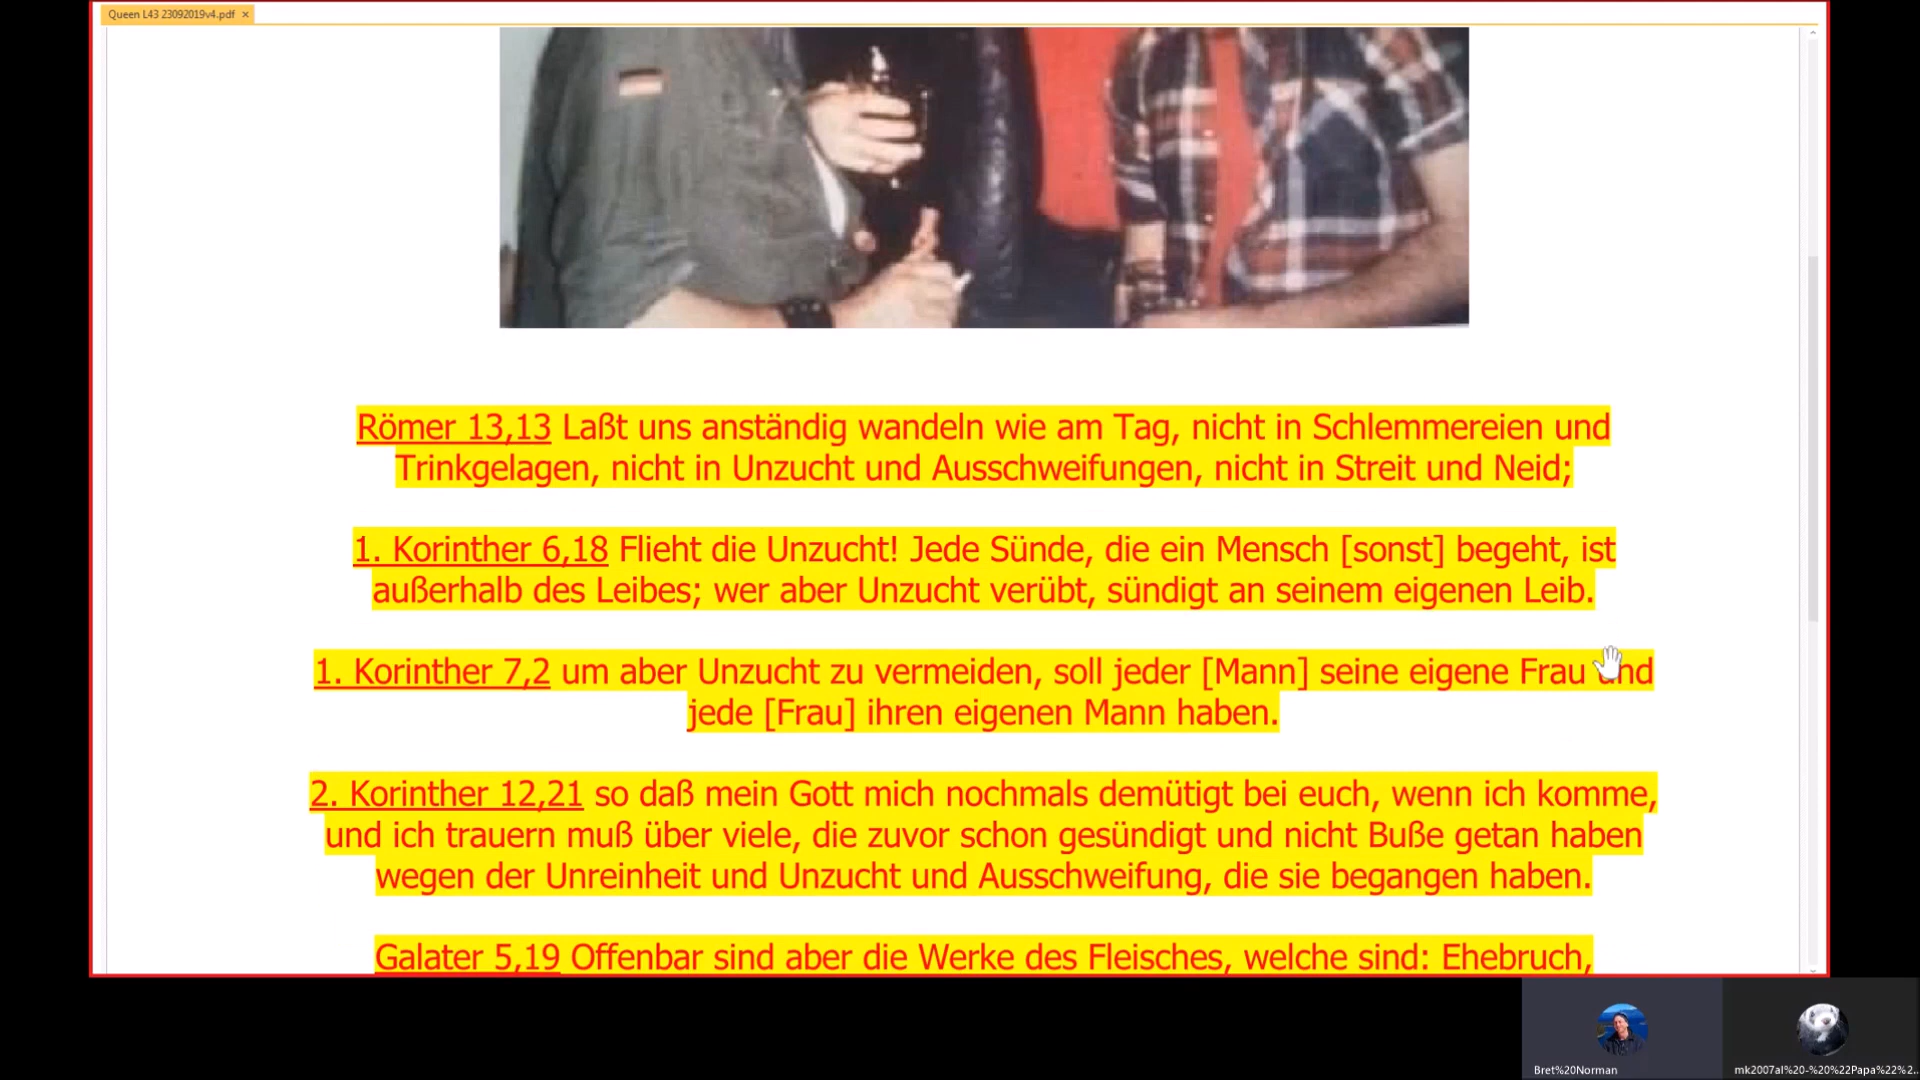 Queen L43 23092019v4.pdf
Römer 13,13 Laßt uns anständig wandeln wie am Tag, nicht in Schlemmereien und
Trinkgelagen, nicht in Unzucht und Ausschweifungen, nicht in Streit und Neid;
1. Korinther 6,18 Flieht die Unzucht! Jede Sünde, die ein Mensch [sonst] begeht, ist
außerhalb des Leibes; wer aber Unzucht verübt, sündigt an seinem eigenen Leib.
1. Korinther 7,2 um aber Unzucht zu vermeiden, soll jeder [Mann] seine eigene Frau und
jede [Frau] ihren eigenen Mann haben.
2. Korinther 12,21 so daß mein Gott mich nochmals demütigt bei euch, wenn ich komme,
und ich trauern muß über viele, die zuvor schon gesündigt und nicht Buße getan haben
wegen der Unreinheit und Unzucht und Ausschweifung, die sie begangen haben.
Galater 5,19 Offenbar sind aber die Werke des Fleisches, welche sind: Ehebruch,
Bret%20Norman
mk2007al%20-%20%22Papa%22%2...